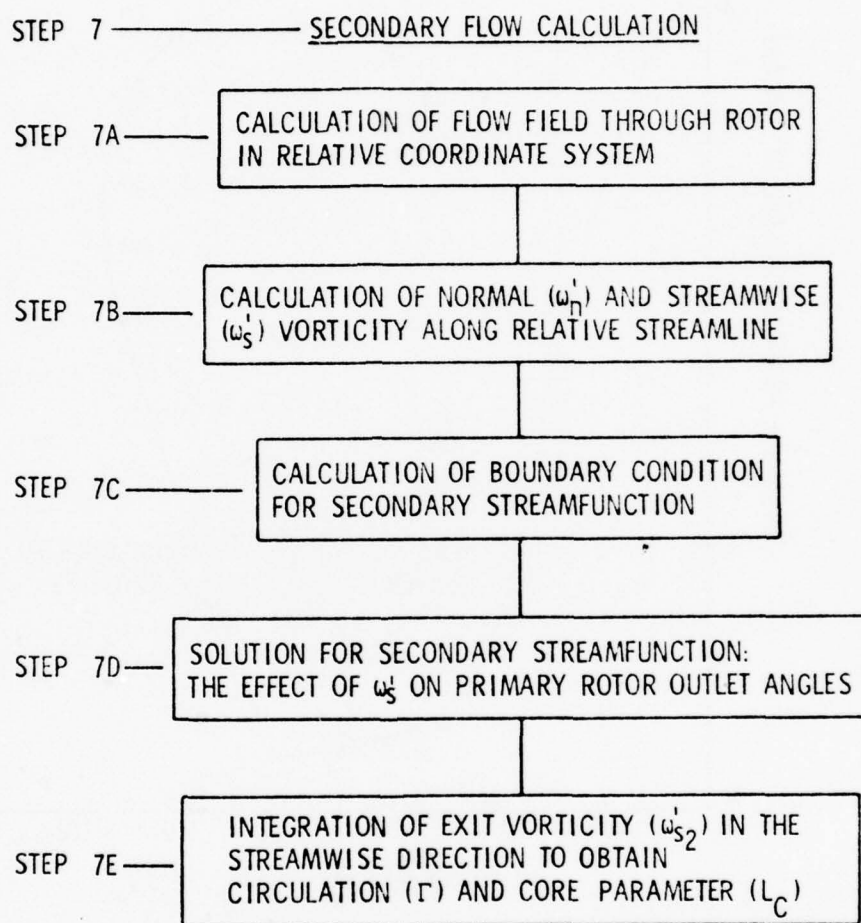 STEP 7 SECONDARY FLOW CALCULATION
STEP 7A CALCULATION OF FLOW FIELD THROUGH ROTOR
IN RELATIVE COORDINATE SYSTEM
STEP 7B CALCULATION OF NORMAL (ω'n) AND STREAMWISE
(ω's) VORTICITY ALONG RELATIVE STREAMLINE
STEP 7C CALCULATION OF BOUNDARY CONDITION
FOR SECONDARY STREAMFUNCTION
STEP 7D SOLUTION FOR SECONDARY STREAMFUNCTION:
THE EFFECT OF ω's ON PRIMARY ROTOR OUTLET ANGLES
STEP 7E INTEGRATION OF EXIT VORTICITY (ω's2) IN THE
STREAMWISE DIRECTION TO OBTAIN
CIRCULATION (Γ) AND CORE PARAMETER (LC)